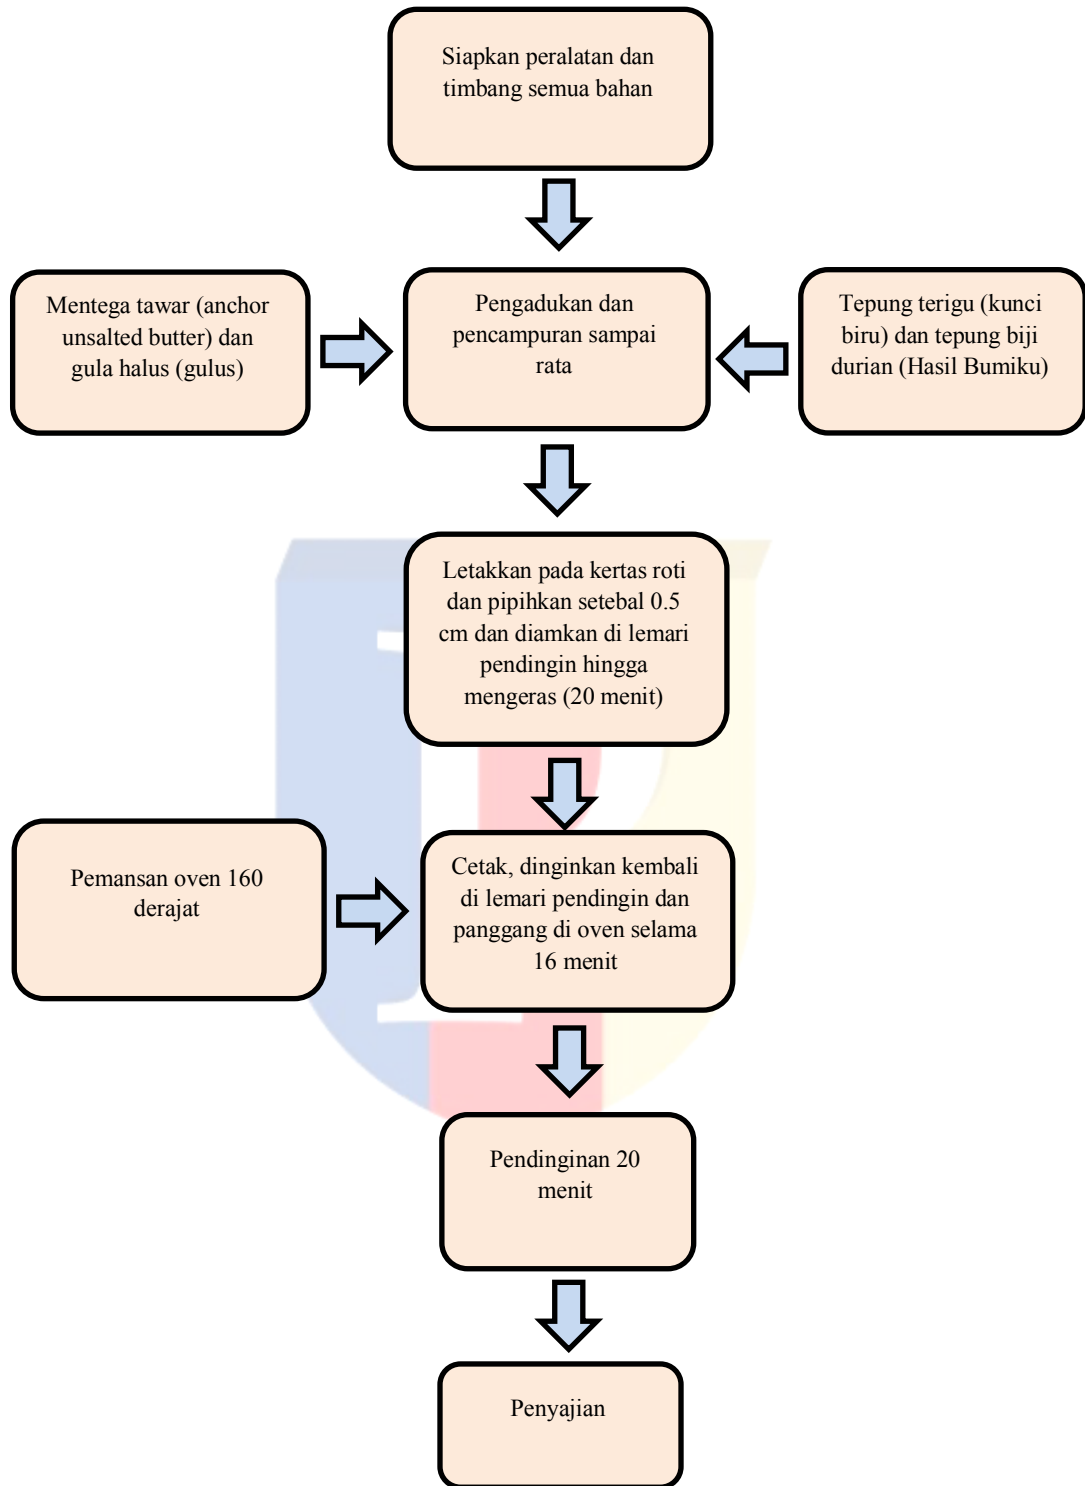 Siapkan peralatan dan
timbang semua bahan
Mentega tawar (anchor
unsalted butter) dan
gula halus (gulus)
Pengadukan dan
pencampuran sampai
rata
Tepung terigu (kunci
biru) dan tepung biji
durian (Hasil Bumiku)
Letakkan pada kertas roti
dan pipihkan setebal 0.5
cm dan diamkan di lemari
pendingin hingga
mengeras (20 menit)
Pemansan oven 160
derajat
Cetak, dinginkan kembali
di lemari pendingin dan
panggang di oven selama
16 menit
Pendinginan 20
menit
Penyajian